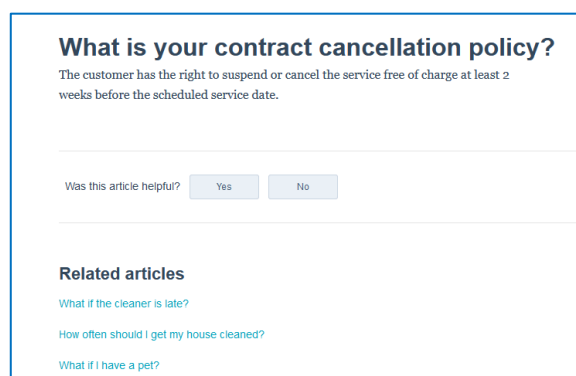 What is your contract cancellation policy?
The customer has the right to suspend or cancel the service free of charge at least 2
weeks before the scheduled service date.
Was this article helpful? Yes No
Related articles
What if the cleaner is late?
How often should I get my house cleaned?
What if I have a pet?